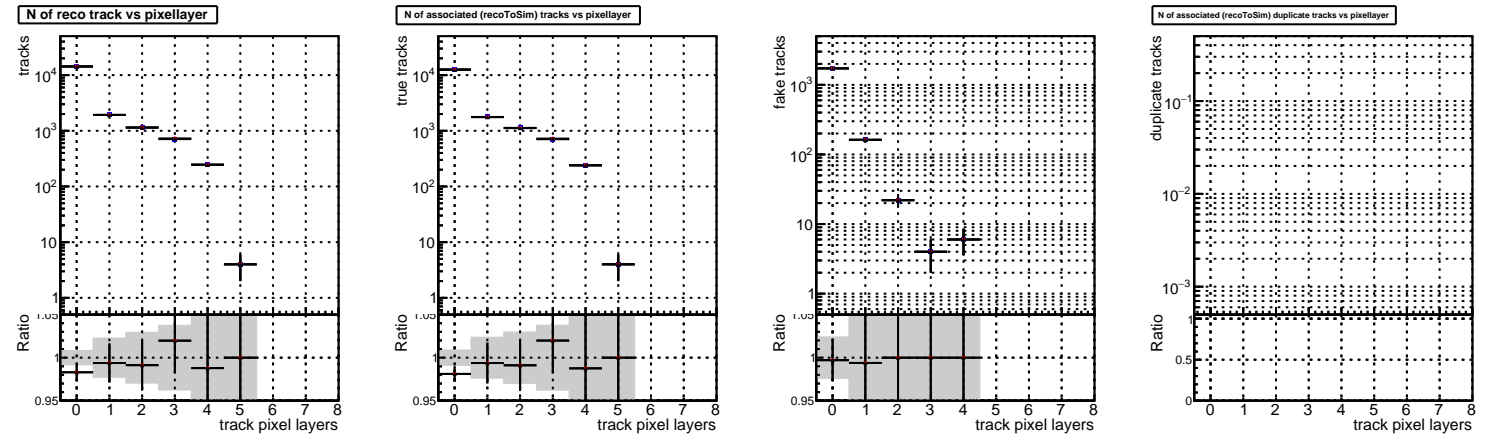 N of reco track vs pixellayer
tracks
10^4
10^3
10^2
10
1
Ratio
1.05
1
0.95
0 1 2 3 4 5 6 7 8
track pixel layers
N of associated (recoToSim) tracks vs pixellayer
true tracks
10^4
10^3
10^2
10
1
Ratio
1.05
1
0.95
0 1 2 3 4 5 6 7 8
track pixel layers
fake tracks
10^3
10^2
10
1
Ratio
1.05
1
0.95
0 1 2 3 4 5 6 7 8
track pixel layers
N of associated (recoToSim) duplicate tracks vs pixellayer
duplicate tracks
10^−1
10^−2
10^−3
Ratio
1
0.5
0
0 1 2 3 4 5 6 7 8
track pixel layers